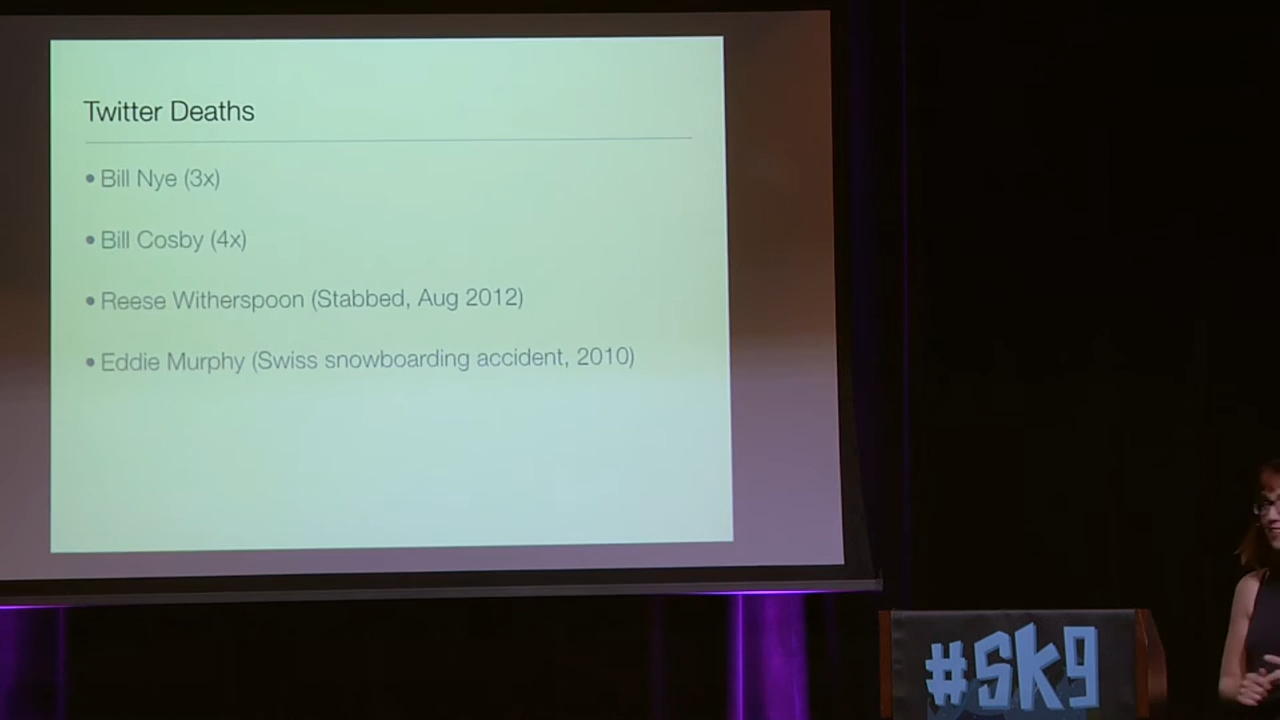 Twitter Deaths
• Bill Nye (3x)
• Bill Cosby (4x)
• Reese Witherspoon (Stabbed, Aug 2012)
• Eddie Murphy (Swiss snowboarding accident, 2010)
#sk9